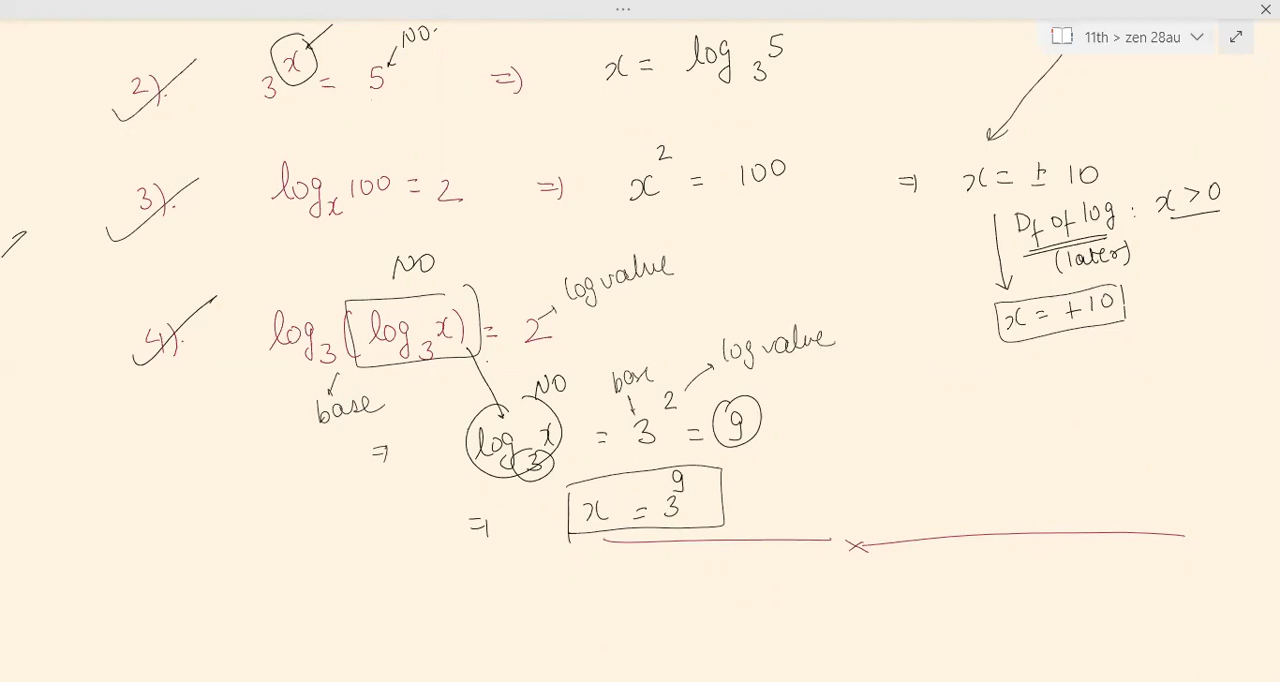 ...
11th > zen 28au
NO.
2). 3^x = 5 => x = log_3 5
3). log_x 100 = 2 => x^2 = 100 => x = ± 10
D_f of log : x > 0
(later)
x = +10
NO
4). log_3 (log_3 x) = 2 log value
base
NO base 2 log value
=> log_3 x = 3 = 9
=> x = 3^9
x